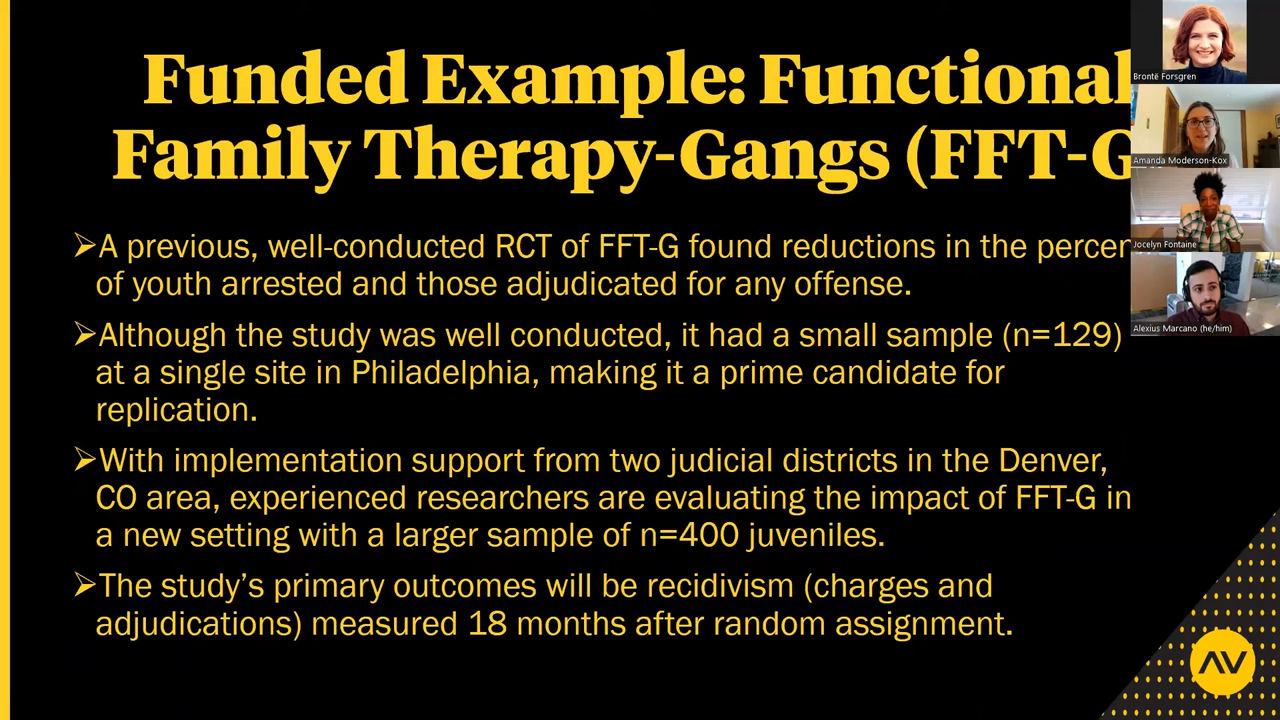 Funded Example: Functional
Family Therapy-Gangs (FFT-G
➢A previous, well-conducted RCT of FFT-G found reductions in the percen
of youth arrested and those adjudicated for any offense.
➢Although the study was well conducted, it had a small sample (n=129)
at a single site in Philadelphia, making it a prime candidate for
replication.
➢With implementation support from two judicial districts in the Denver,
CO area, experienced researchers are evaluating the impact of FFT-G in
a new setting with a larger sample of n=400 juveniles.
➢The study's primary outcomes will be recidivism (charges and
adjudications) measured 18 months after random assignment.
Brontë Forsgren
Amanda Moderson-Kox
Jocelyn Fontaine
Alexius Marcano (he/him)
AV